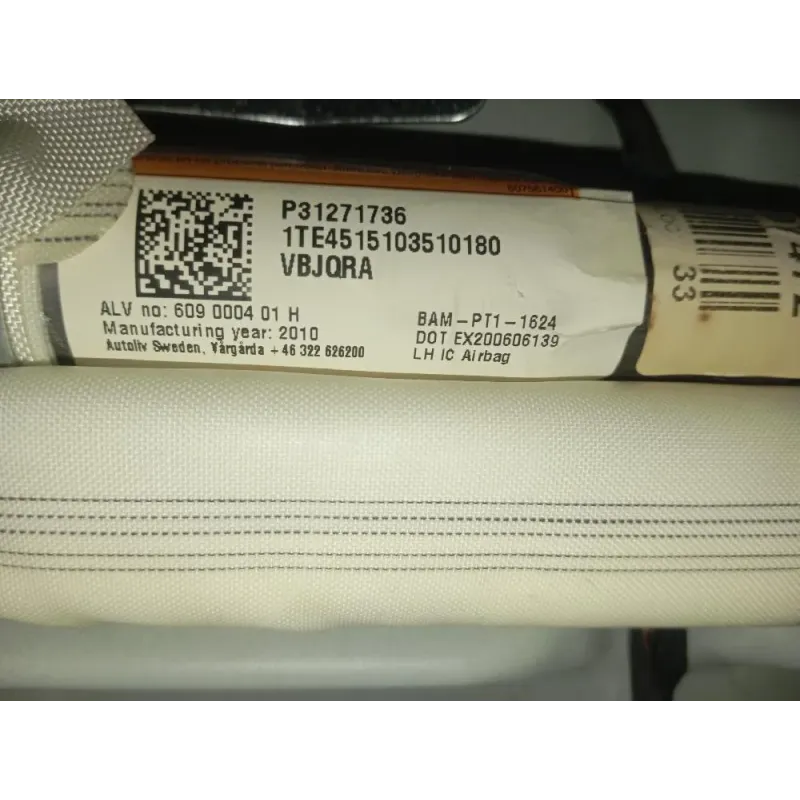 P31271736
1TE4515103510180
VBJQRA
ALV no: 609 0004 01 H
Manufacturing year: 2010
Autoliv Sweden, Vårgårda +46 322 626200
BAM-PT1-1624
DOT EX200606139
LH IC Airbag
33